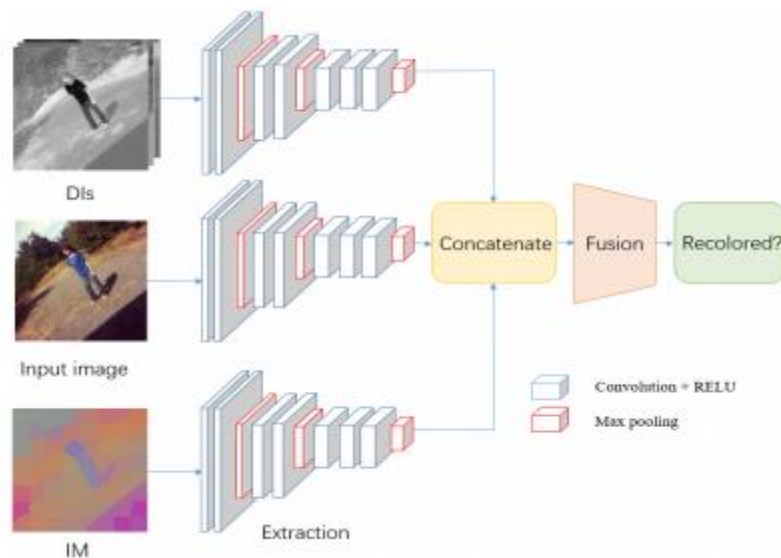 DIs
Concatenate
Fusion
Recolored?
Input image
Convolution + RELU
Max pooling
Extraction
IM